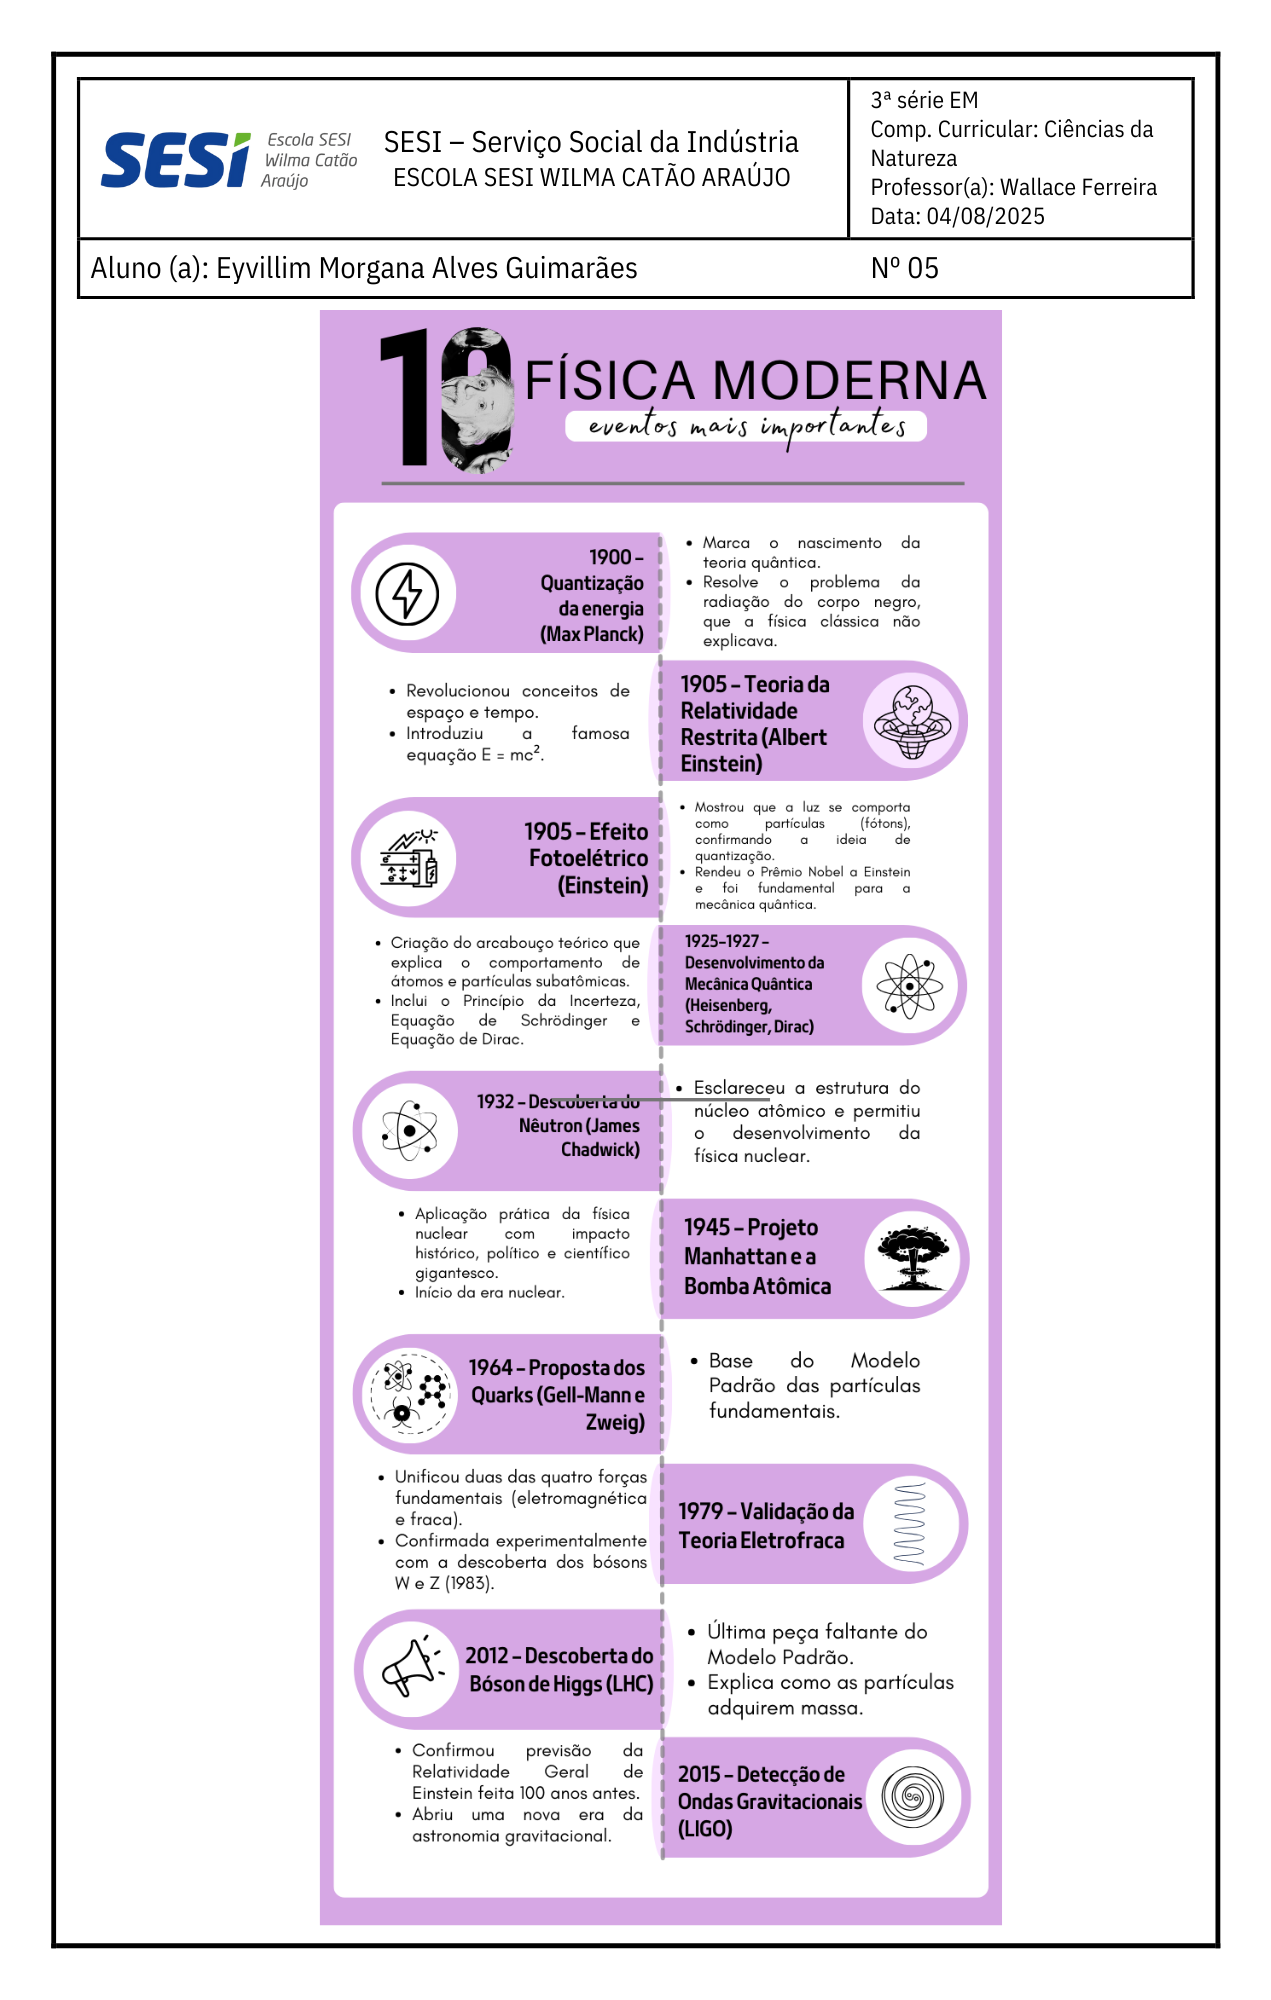 SESI
Escola SESI
Wilma Catão
Araújo
SESI – Serviço Social da Indústria
ESCOLA SESI WILMA CATÃO ARAÚJO
3ª série EM
Comp. Curricular: Ciências da
Natureza
Professor(a): Wallace Ferreira
Data: 04/08/2025
Aluno (a): Eyvillim Morgana Alves Guimarães
Nº 05
10 FÍSICA MODERNA
eventos mais importantes
1900 –
Quantização
da energia
(Max Planck)
• Marca o nascimento da
teoria quântica.
• Resolve o problema da
radiação do corpo negro,
que a física clássica não
explicava.
1905 – Teoria da
Relatividade
Restrita (Albert
Einstein)
• Revolucionou conceitos de
espaço e tempo.
• Introduziu a famosa
equação E = mc².
1905 – Efeito
Fotoelétrico
(Einstein)
• Mostrou que a luz se comporta
como partículas (fótons),
confirmando a ideia de
quantização.
• Rendeu o Prêmio Nobel a Einstein
e foi fundamental para a
mecânica quântica.
1925–1927 –
Desenvolvimento da
Mecânica Quântica
(Heisenberg,
Schrödinger, Dirac)
• Criação do arcabouço teórico que
explica o comportamento de
átomos e partículas subatômicas.
• Inclui o Princípio da Incerteza,
Equação de Schrödinger e
Equação de Dirac.
1932 – Descoberta do
Nêutron (James
Chadwick)
• Esclareceu a estrutura do
núcleo atômico e permitiu
o desenvolvimento da
física nuclear.
1945 – Projeto
Manhattan e a
Bomba Atômica
• Aplicação prática da física
nuclear com impacto
histórico, político e científico
gigantesco.
• Início da era nuclear.
1964 – Proposta dos
Quarks (Gell-Mann e
Zweig)
• Base do Modelo
Padrão das partículas
fundamentais.
1979 – Validação da
Teoria Eletrofraca
• Unificou duas das quatro forças
fundamentais (eletromagnética
e fraca).
• Confirmada experimentalmente
com a descoberta dos bósons
W e Z (1983).
2012 – Descoberta do
Bóson de Higgs (LHC)
• Última peça faltante do
Modelo Padrão.
• Explica como as partículas
adquirem massa.
2015 – Detecção de
Ondas Gravitacionais
(LIGO)
• Confirmou previsão da
Relatividade Geral de
Einstein feita 100 anos antes.
• Abriu uma nova era da
astronomia gravitacional.